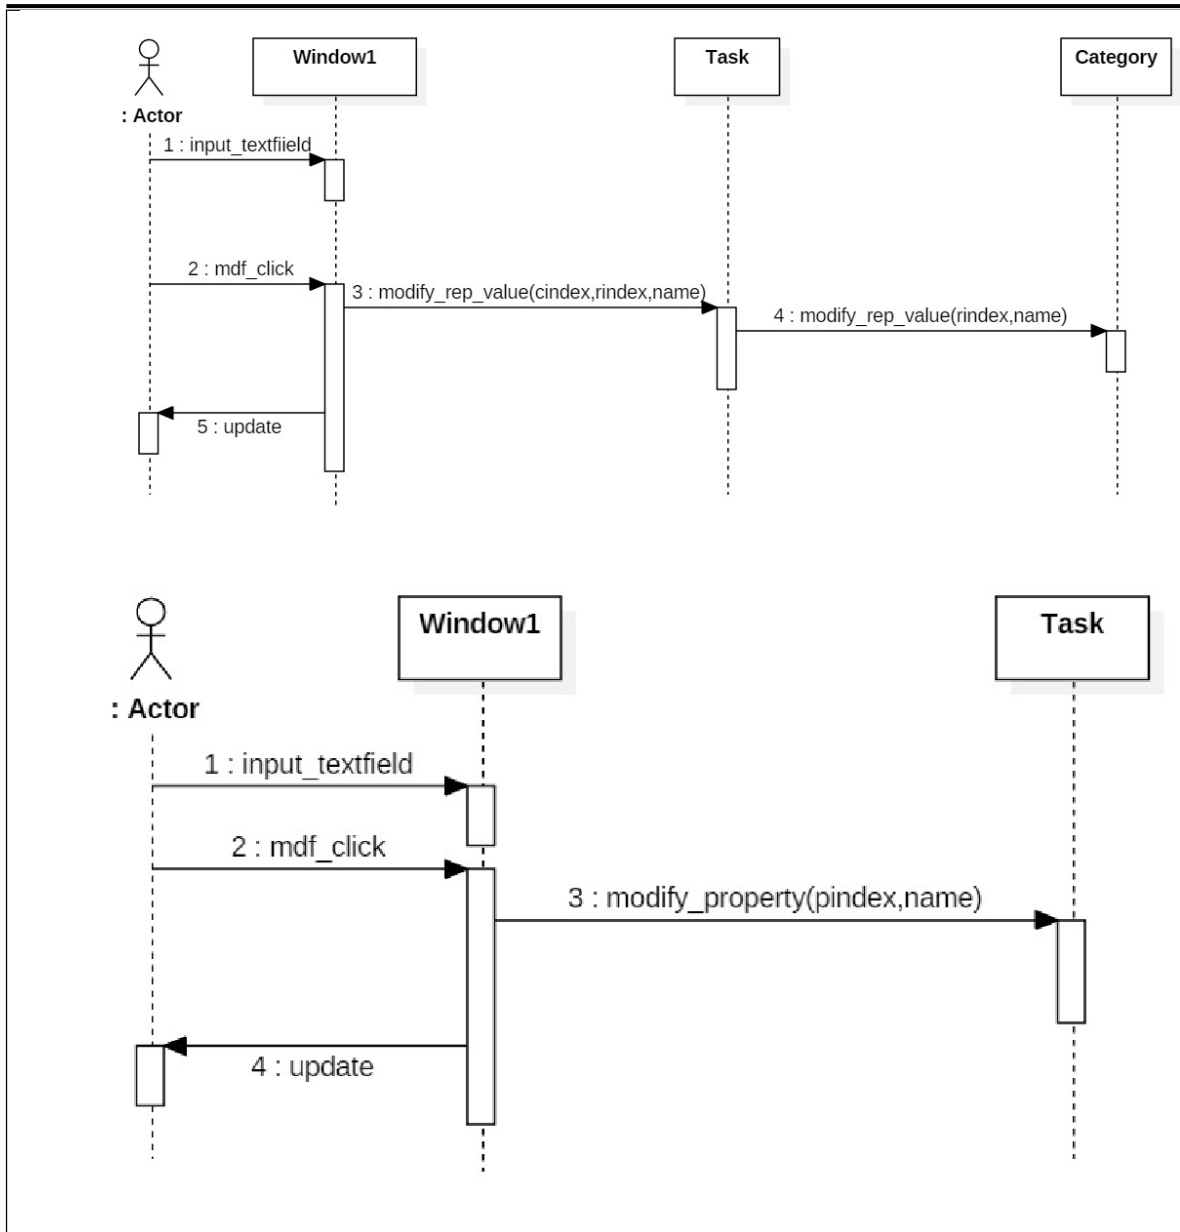 Window1
Task
Category
: Actor
1 : input_textfiield
2 : mdf_click
3 : modify_rep_value(cindex,rindex,name)
4 : modify_rep_value(rindex,name)
5 : update
Window1
Task
: Actor
1 : input_textfield
2 : mdf_click
3 : modify_property(pindex,name)
4 : update